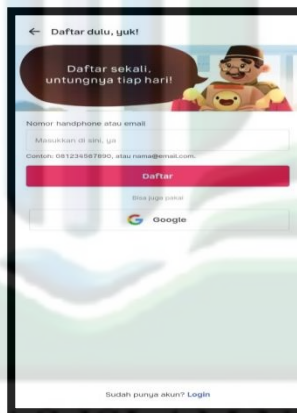 ← Daftar dulu, yuk!
Daftar sekali,
untungnya tiap hari!
Nomor handphone atau email
Masukkan di sini, ya
Contoh: 081234567890, atau nama@email.com.
Daftar
Bisa juga pakai
Google
Sudah punya akun? Login